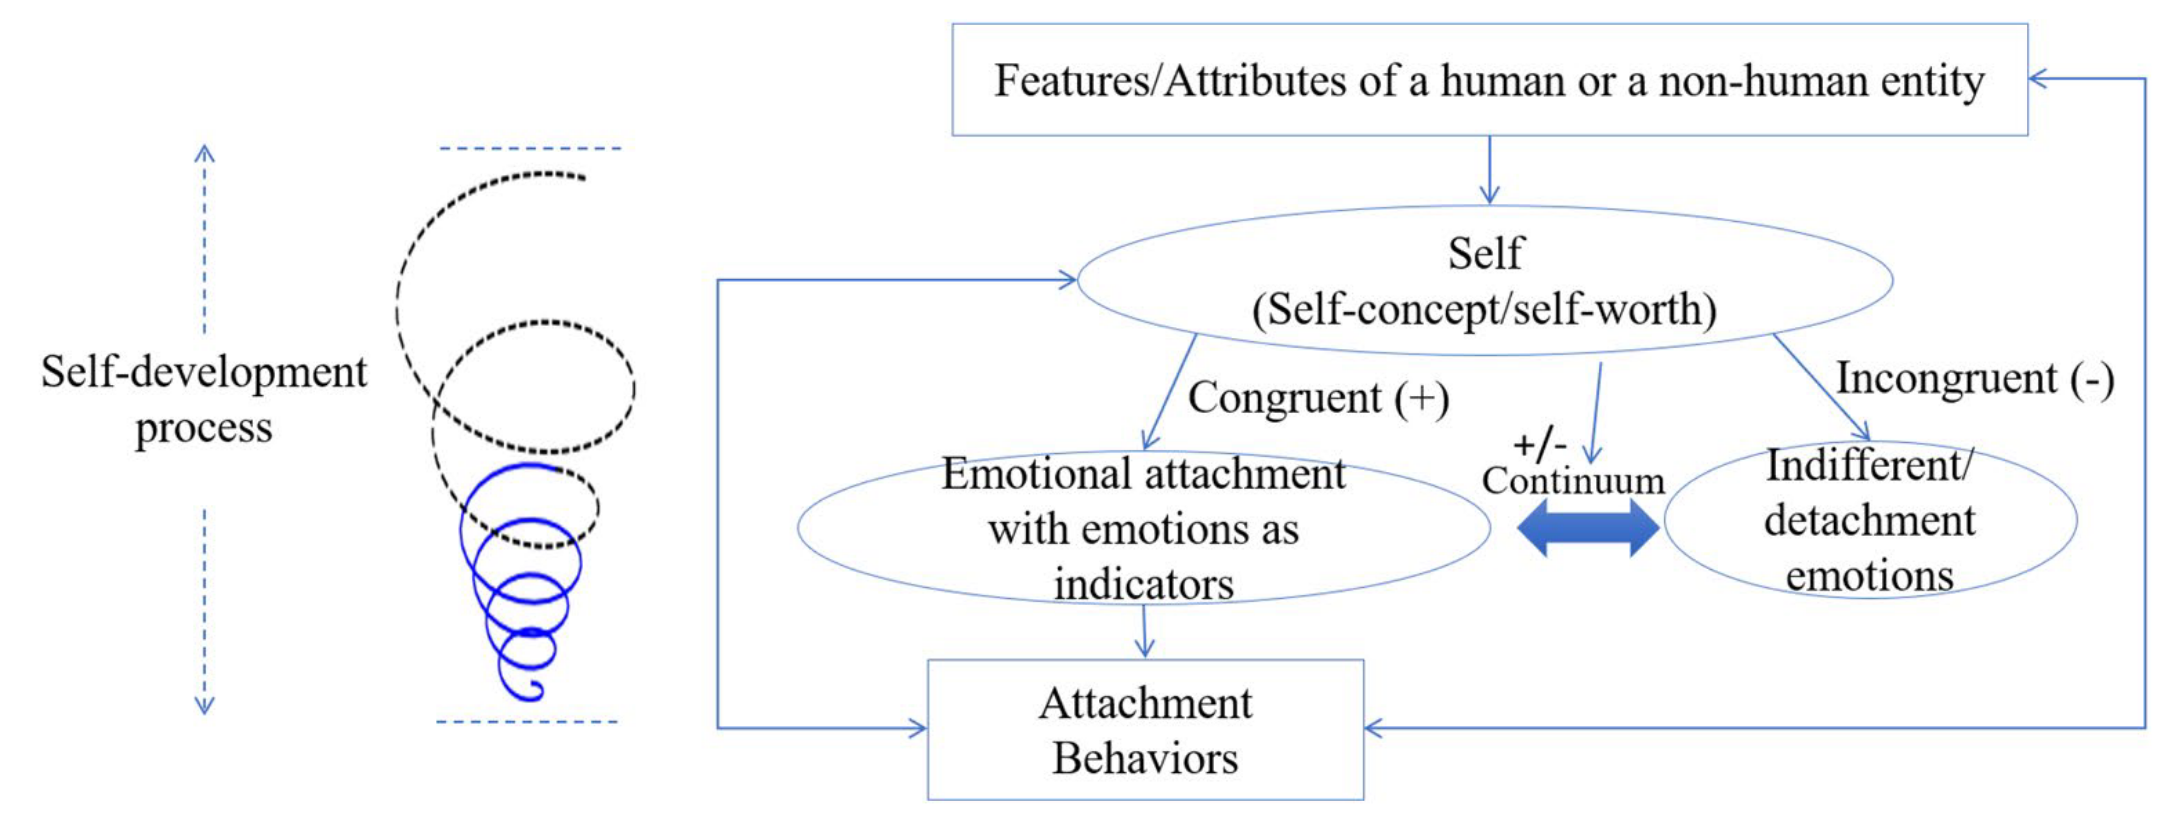 Features/Attributes of a human or a non-human entity
Self
(Self-concept/self-worth)
Self-development
process
Congruent (+)
Incongruent (-)
+/-
Continuum
Emotional attachment
with emotions as
indicators
Indifferent/
detachment
emotions
Attachment
Behaviors